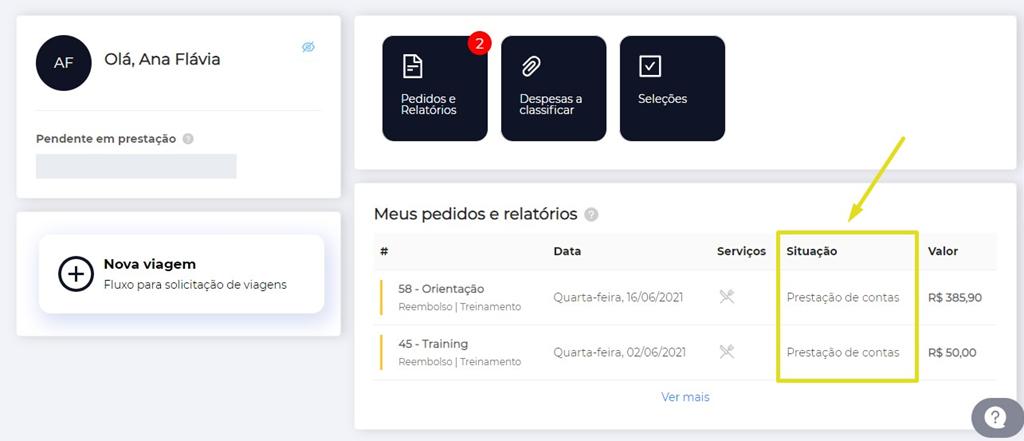 AF
Olá, Ana Flávia
Pendente em prestação ?
Nova viagem
Fluxo para solicitação de viagens
2
Pedidos e
Relatórios
Despesas a
classificar
Seleções
Meus pedidos e relatórios ?
# Data Serviços Situação Valor
58 - Orientação
Reembolso | Treinamento
Quarta-feira, 16/06/2021 Prestação de contas R$ 385,90
45 - Training
Reembolso | Treinamento
Quarta-feira, 02/06/2021 Prestação de contas R$ 50,00
Ver mais
?